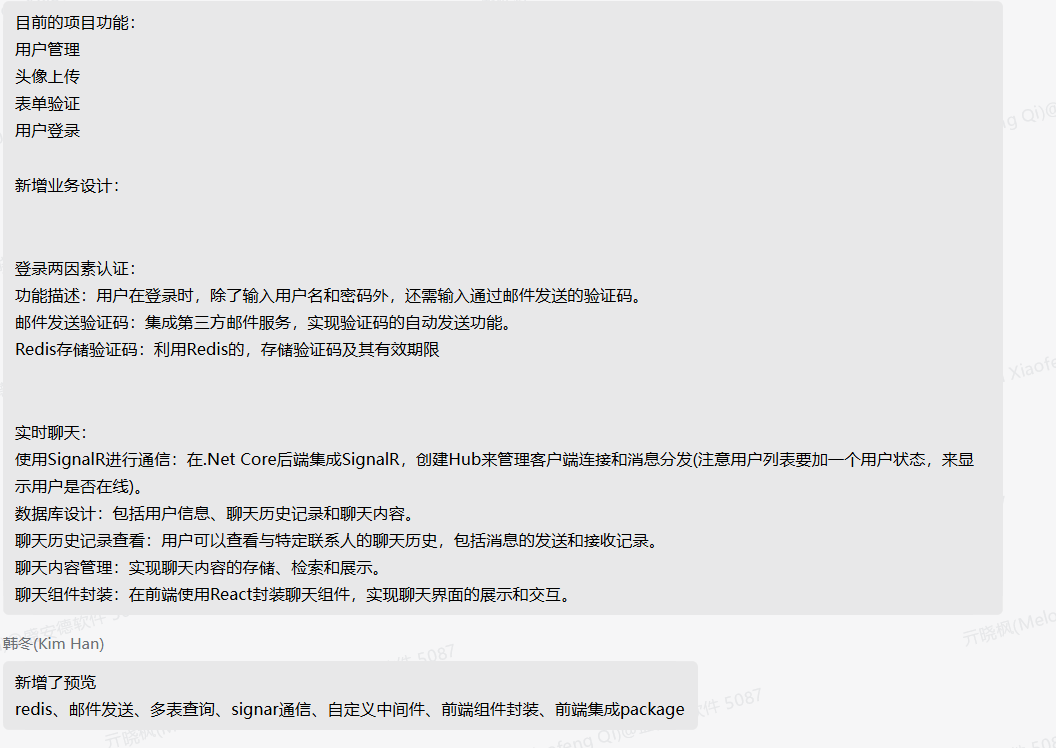 目前的项目功能：
用户管理
头像上传
表单验证
用户登录
新增业务设计：
登录两因素认证：
功能描述：用户在登录时，除了输入用户名和密码外，还需输入通过邮件发送的验证码。
邮件发送验证码：集成第三方邮件服务，实现验证码的自动发送功能。
Redis存储验证码：利用Redis的，存储验证码及其有效期限
实时聊天：
使用SignalR进行通信：在.Net Core后端集成SignalR，创建Hub来管理客户端连接和消息分发(注意用户列表要加一个用户状态，来显
示用户是否在线)。
数据库设计：包括用户信息、聊天历史记录和聊天内容。
聊天历史记录查看：用户可以查看与特定联系人的聊天历史，包括消息的发送和接收记录。
聊天内容管理：实现聊天内容的存储、检索和展示。
聊天组件封装：在前端使用React封装聊天组件，实现聊天界面的展示和交互。
韩冬(Kim Han)
新增了预览
redis、邮件发送、多表查询、signar通信、自定义中间件、前端组件封装、前端集成package